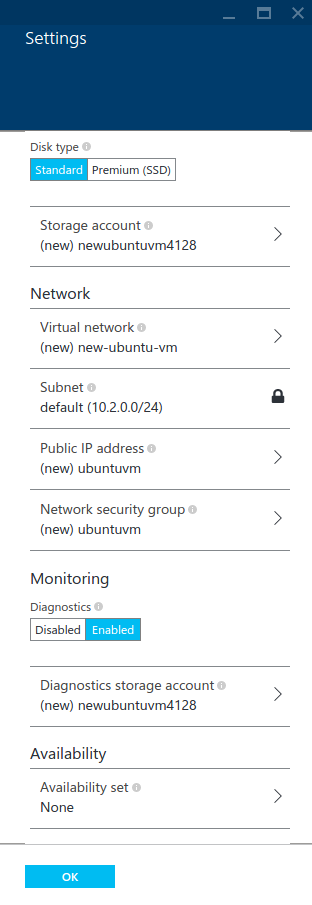 Settings
Disk type
Standard Premium (SSD)
Storage account
(new) newubuntuvm4128
Network
Virtual network
(new) new-ubuntu-vm
Subnet
default (10.2.0.0/24)
Public IP address
(new) ubuntuvm
Network security group
(new) ubuntuvm
Monitoring
Diagnostics
Disabled Enabled
Diagnostics storage account
(new) newubuntuvm4128
Availability
Availability set
None
OK